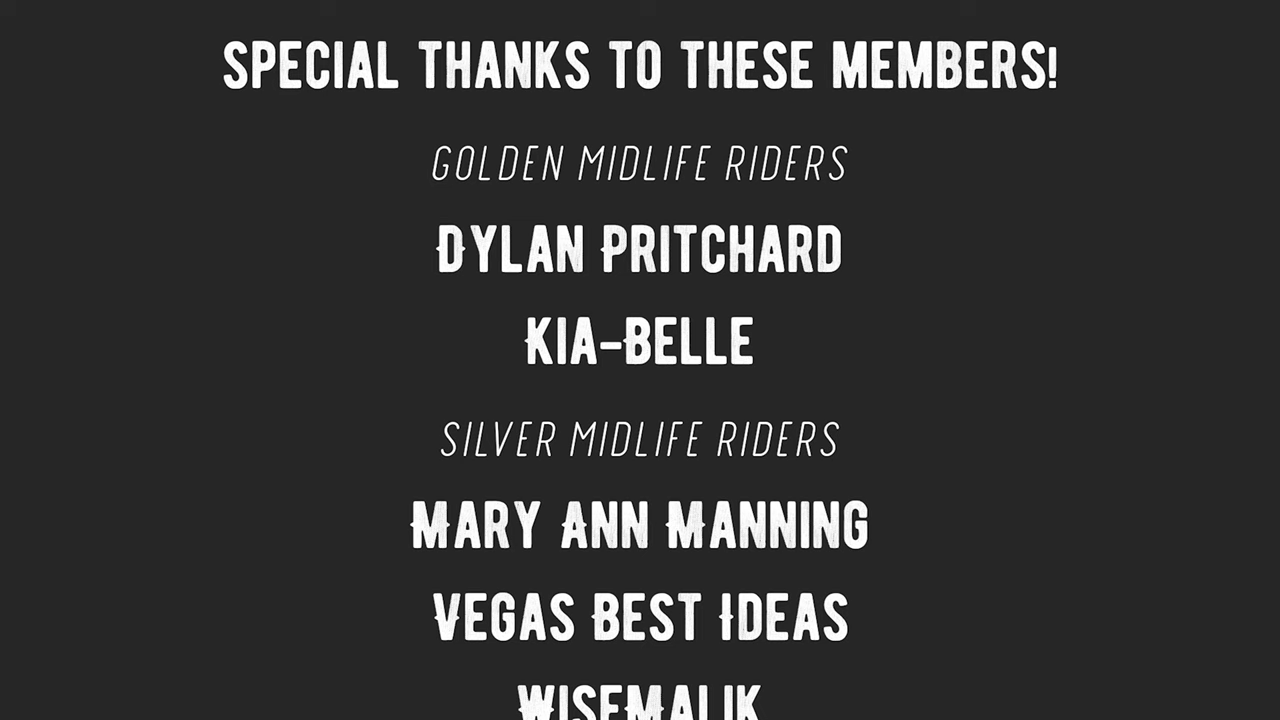 SPECIAL THANKS TO THESE MEMBERS!
GOLDEN MIDLIFE RIDERS
DYLAN PRITCHARD
KIA-BELLE
SILVER MIDLIFE RIDERS
MARY ANN MANNING
VEGAS BEST IDEAS
WISEMALIK